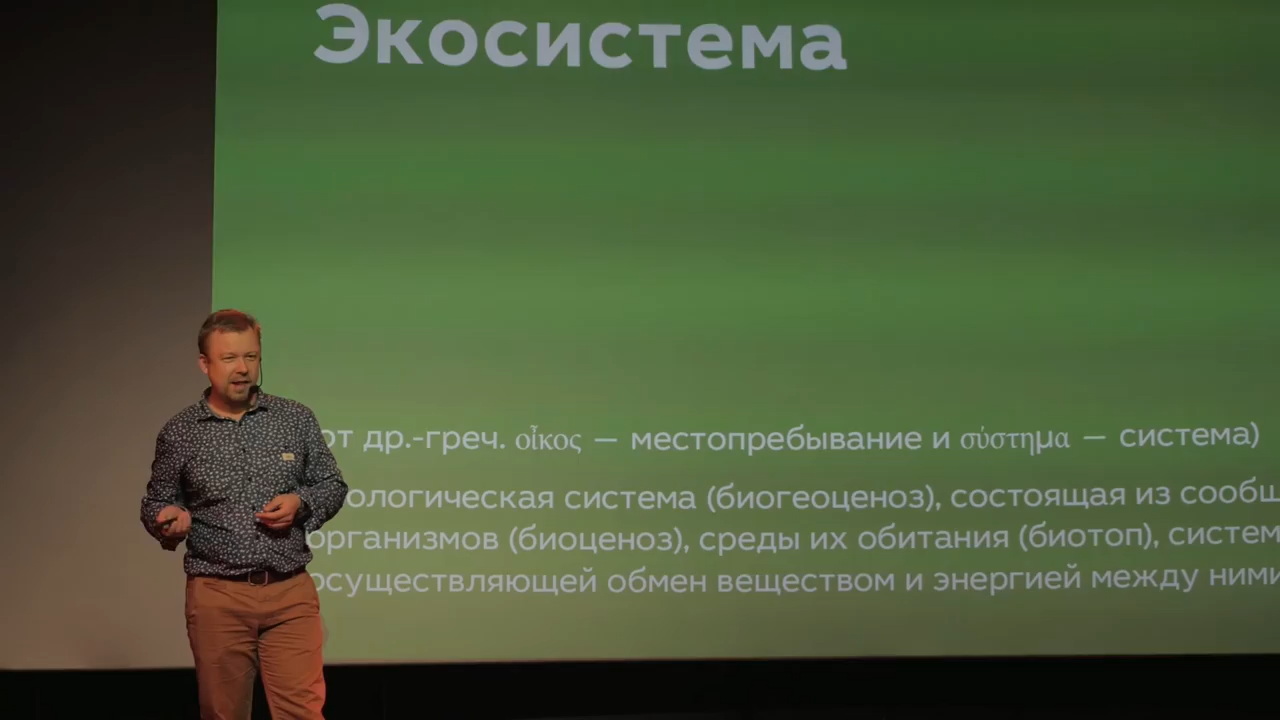 Экосистема
от др.-греч. οἶκος — местопребывание и σύστημα — система)
ологическая система (биогеоценоз), состоящая из сообщ
организмов (биоценоз), среды их обитания (биотоп), систем
осуществляющей обмен веществом и энергией между ними